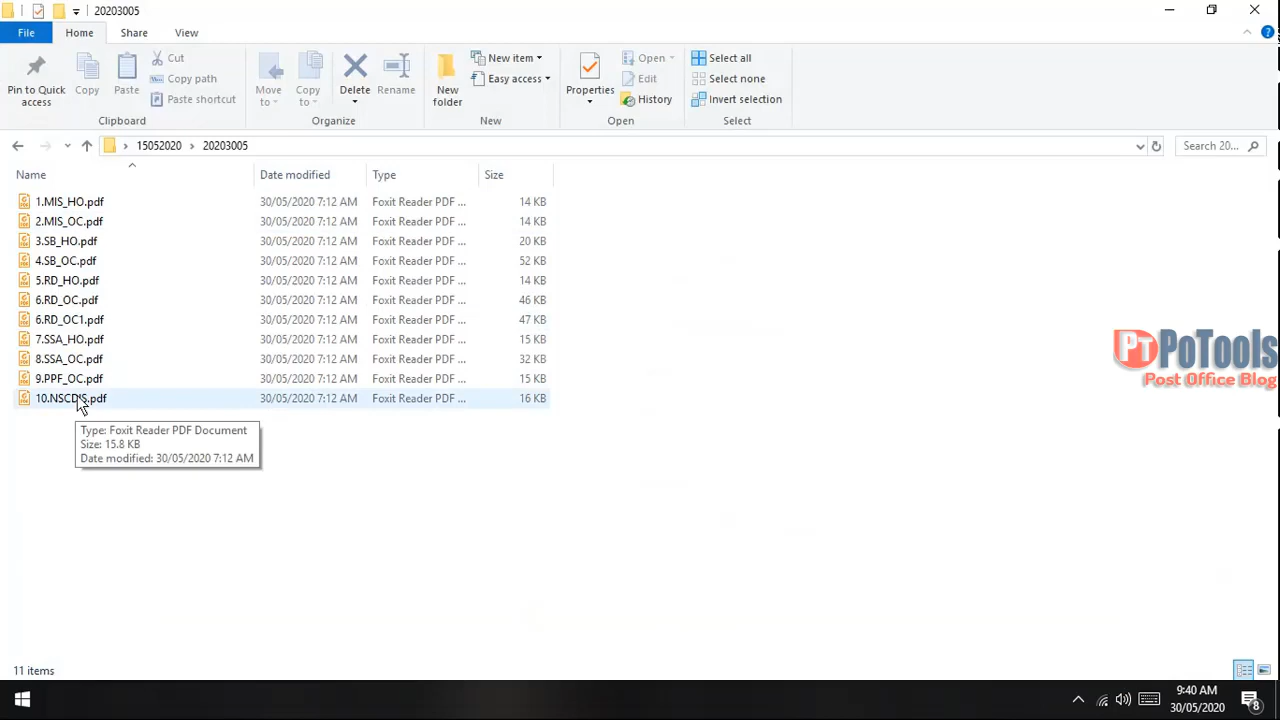 20203005
File Home Share View
Pin to Quick access
Copy
Paste
Cut
Copy path
Paste shortcut
Clipboard
Move to
Copy to
Delete
Rename
Organize
New folder
New item
Easy access
New
Properties
Open
Edit
History
Open
Select all
Select none
Invert selection
Select
15052020 › 20203005
Search 20...
Name Date modified Type Size
1.MIS_HO.pdf 30/05/2020 7:12 AM Foxit Reader PDF ... 14 KB
2.MIS_OC.pdf 30/05/2020 7:12 AM Foxit Reader PDF ... 14 KB
3.SB_HO.pdf 30/05/2020 7:12 AM Foxit Reader PDF ... 20 KB
4.SB_OC.pdf 30/05/2020 7:12 AM Foxit Reader PDF ... 52 KB
5.RD_HO.pdf 30/05/2020 7:12 AM Foxit Reader PDF ... 14 KB
6.RD_OC.pdf 30/05/2020 7:12 AM Foxit Reader PDF ... 46 KB
6.RD_OC1.pdf 30/05/2020 7:12 AM Foxit Reader PDF ... 47 KB
7.SSA_HO.pdf 30/05/2020 7:12 AM Foxit Reader PDF ... 15 KB
8.SSA_OC.pdf 30/05/2020 7:12 AM Foxit Reader PDF ... 32 KB
9.PPF_OC.pdf 30/05/2020 7:12 AM Foxit Reader PDF ... 15 KB
10.NSCDIS.pdf 30/05/2020 7:12 AM Foxit Reader PDF ... 16 KB
Type: Foxit Reader PDF Document
Size: 15.8 KB
Date modified: 30/05/2020 7:12 AM
PT PoTools
Post Office Blog
11 items
9:40 AM
30/05/2020
8